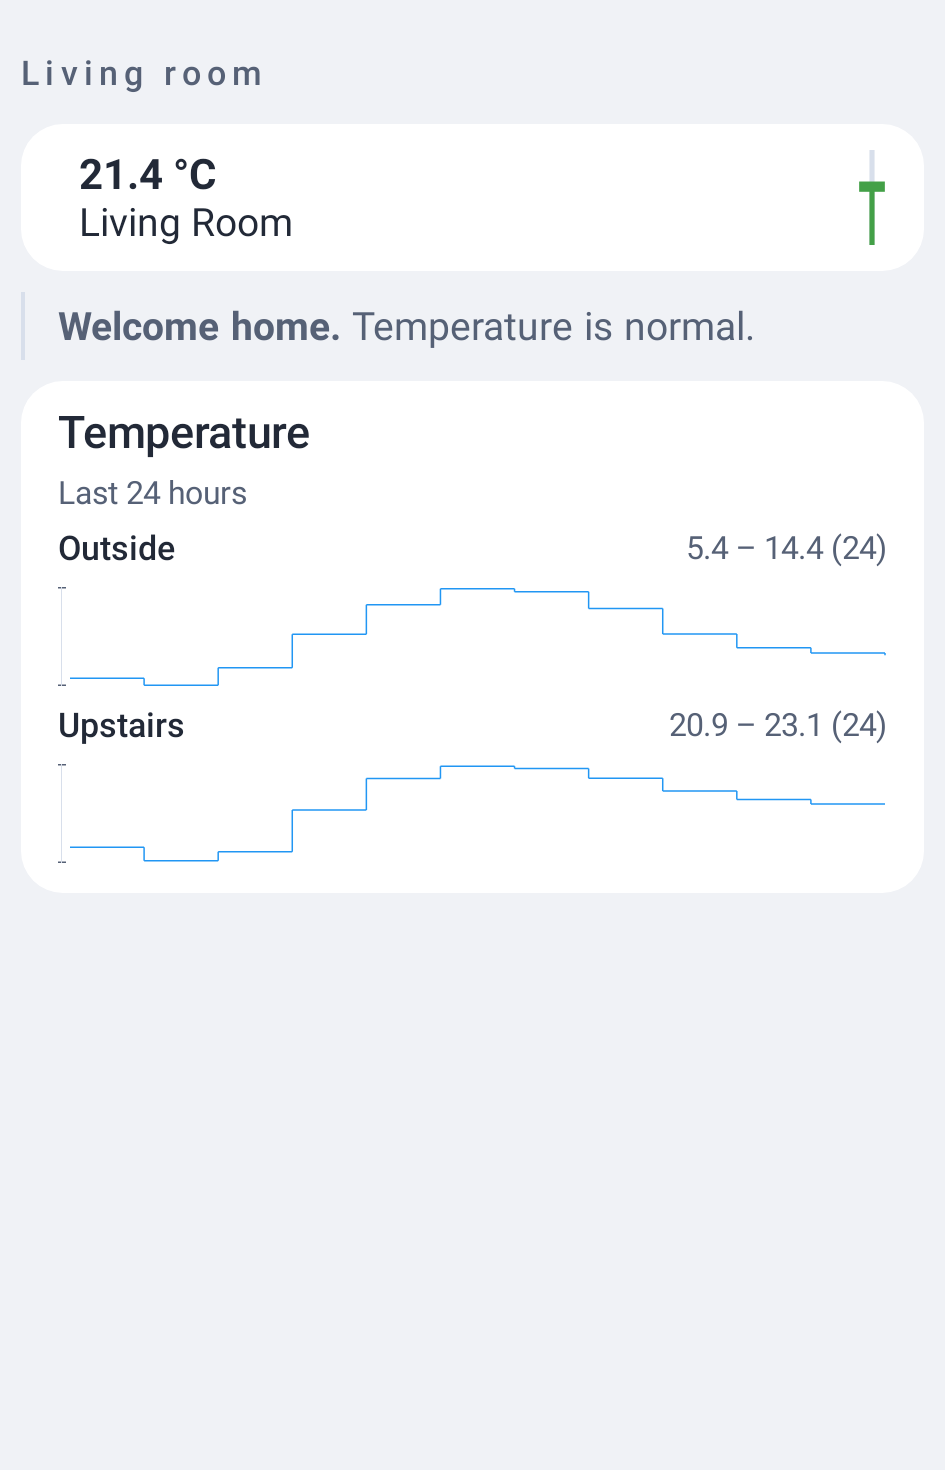 Living room
21.4 °C
Living Room
Welcome home. Temperature is normal.
Temperature
Last 24 hours
Outside 5.4 – 14.4 (24)
Upstairs 20.9 – 23.1 (24)